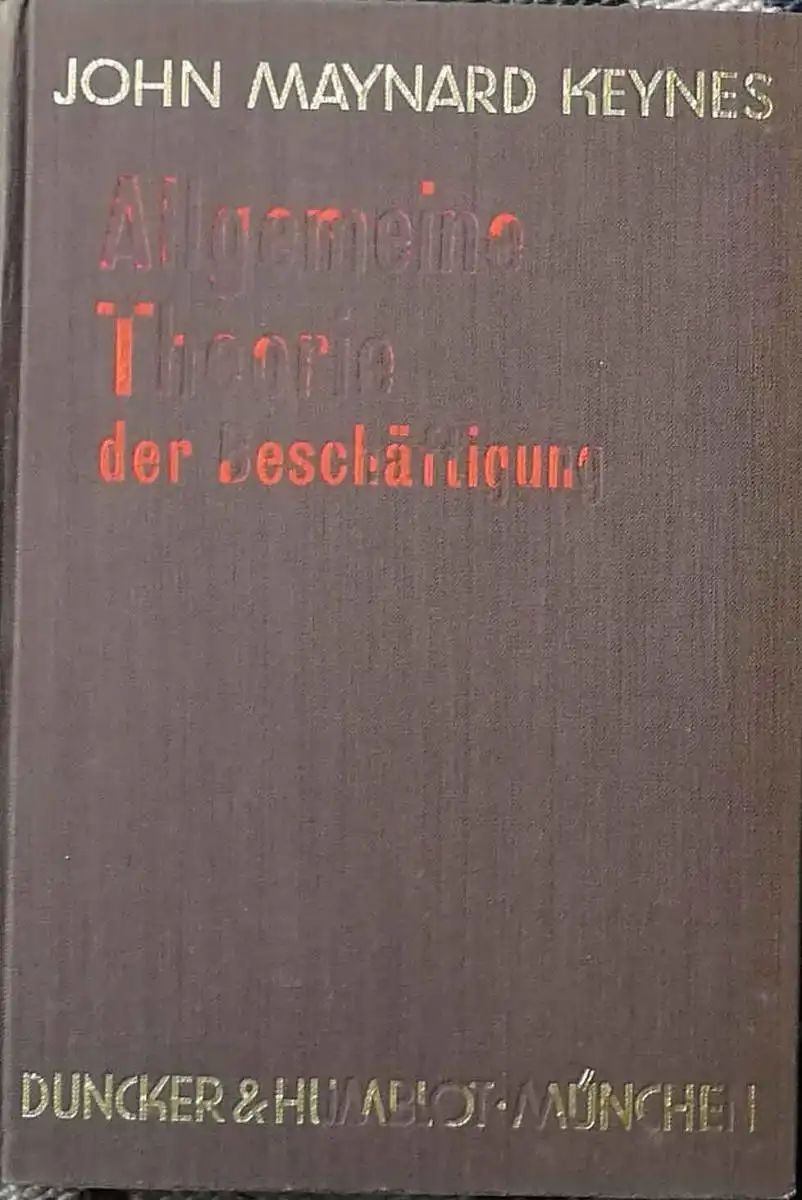 JOHN MAYNARD KEYNES
Allgemeine
Theorie
der Beschäftigung
DUNCKER & HUMBLOT · MÜNCHEN